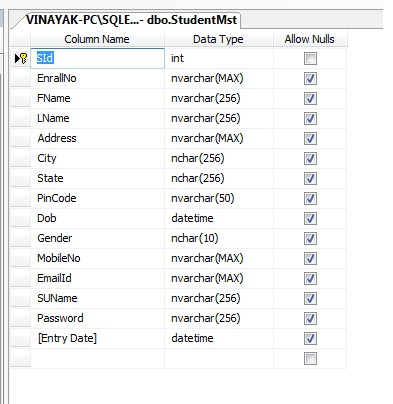 VINAYAK-PC\SQLE...- dbo.StudentMst
Column Name Data Type Allow Nulls
SId int
EnrallNo nvarchar(MAX)
FName nvarchar(256)
LName nvarchar(256)
Address nvarchar(MAX)
City nchar(256)
State nchar(256)
PinCode nvarchar(50)
Dob datetime
Gender nchar(10)
MobileNo nvarchar(MAX)
EmailId nvarchar(MAX)
SUName nvarchar(256)
Password nvarchar(256)
[Entry Date] datetime